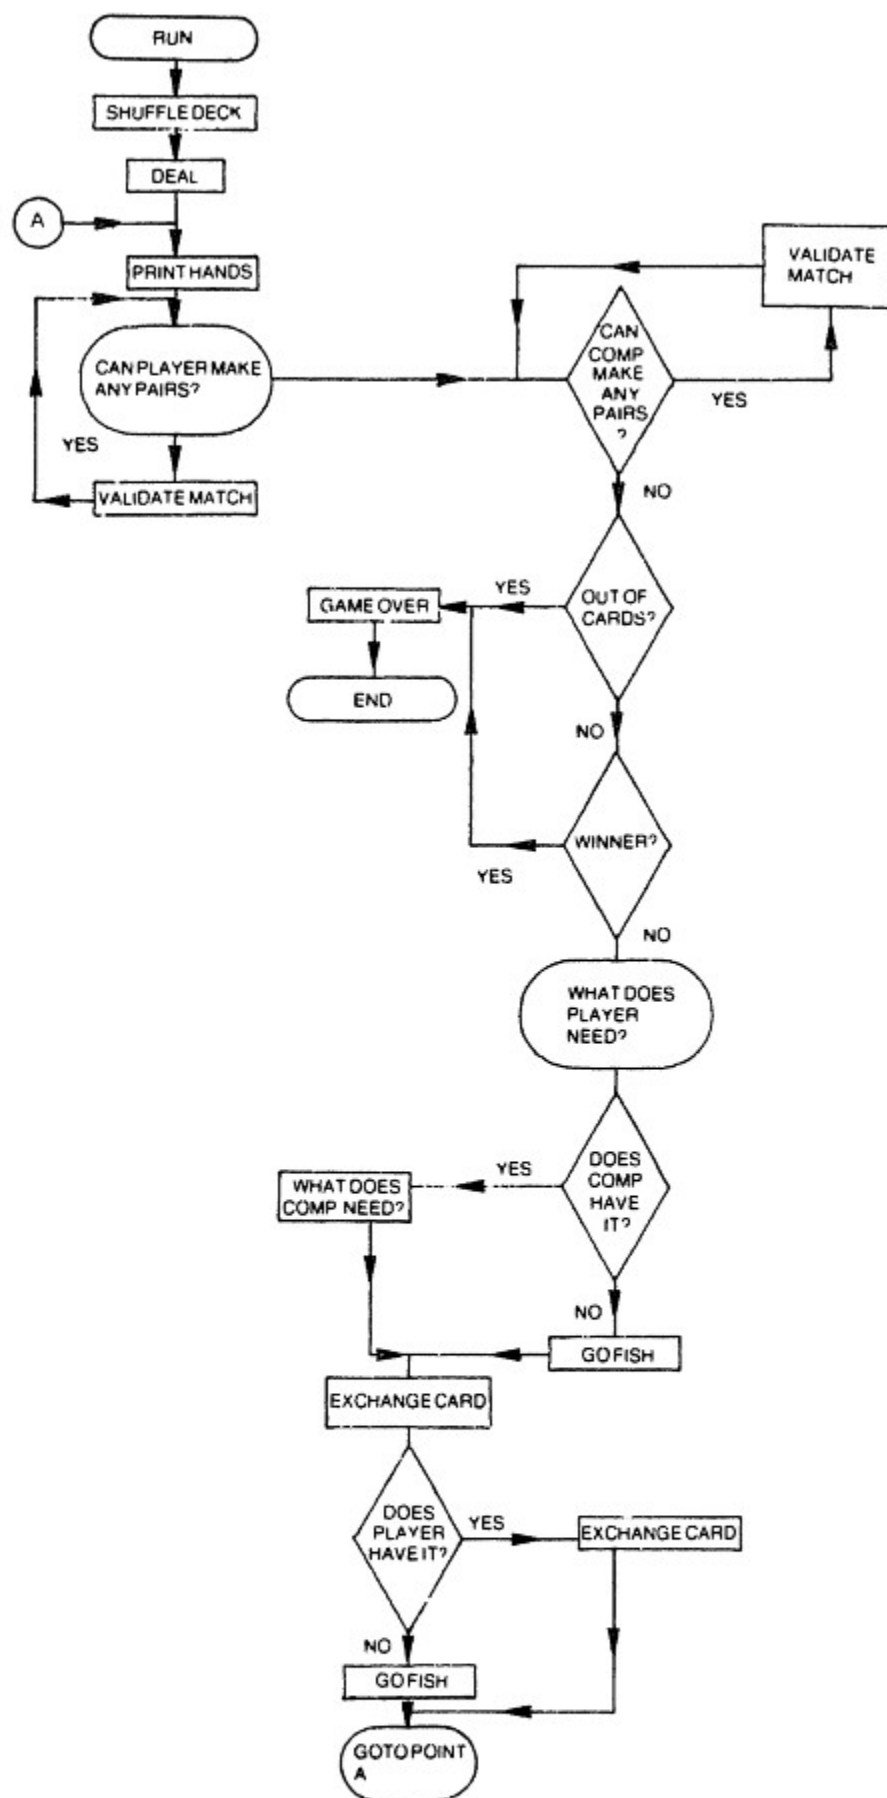 RUN
SHUFFLE DECK
DEAL
A
PRINT HANDS
CAN PLAYER MAKE
ANY PAIRS?
YES
VALIDATE MATCH
VALIDATE
MATCH
CAN
COMP
MAKE
ANY
PAIRS
?
YES
NO
OUT OF
CARDS?
YES
GAME OVER
END
NO
WINNER?
YES
NO
WHAT DOES
PLAYER
NEED?
DOES
COMP
HAVE
IT?
YES
WHAT DOES
COMP NEED?
NO
GO FISH
EXCHANGE CARD
DOES
PLAYER
HAVE IT?
YES
EXCHANGE CARD
NO
GO FISH
GOTO POINT
A